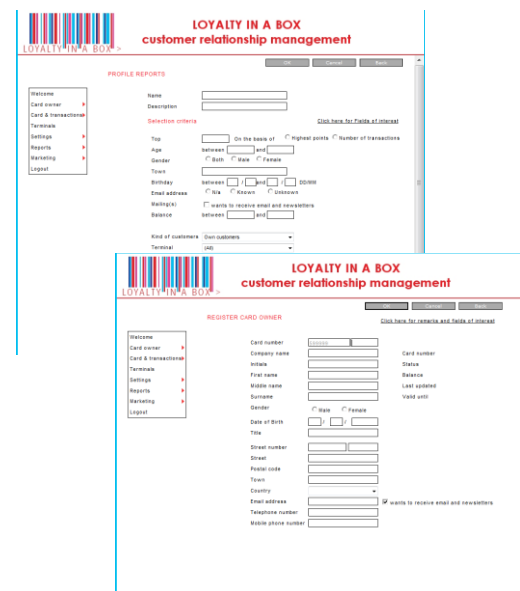 LOYALTY IN A BOX
customer relationship management
LOYALTY IN A BOX >
OK Cancel Back
PROFILE REPORTS
Welcome
Card owner
Card & transactions
Terminals
Settings
Reports
Marketing
Logout
Name
Description
Selection criteria Click here for Fields of interest
Top On the basis of Highest points Number of transactions
Age between and
Gender Both Male Female
Town
Birthday between / and / DD/MM
Email address N/a Known Unknown
Mailing(s) wants to receive email and newsletters
Balance between and
Kind of customers Own customers
Terminal (All)
LOYALTY IN A BOX
customer relationship management
LOYALTY IN A BOX >
OK Cancel Back
REGISTER CARD OWNER Click here for remarks and fields of interest
Welcome
Card owner
Card & transactions
Terminals
Settings
Reports
Marketing
Logout
Card number
Company name Card number
Initials Status
First name Balance
Middle name Last updated
Surname Valid until
Gender Male Female
Date of Birth / /
Title
Street number
Street
Postal code
Town
Country
Email address wants to receive email and newsletters
Telephone number
Mobile phone number